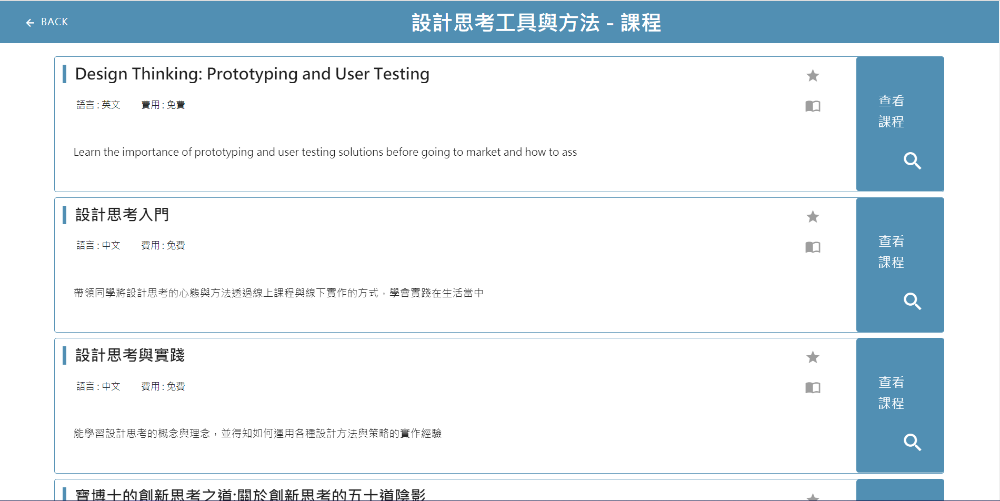 BACK
設計思考工具與方法 - 課程
Design Thinking: Prototyping and User Testing
語言 : 英文 費用 : 免費
Learn the importance of prototyping and user testing solutions before going to market and how to ass
查看
課程
設計思考入門
語言 : 中文 費用 : 免費
帶領同學將設計思考的心態與方法透過線上課程與線下實作的方式，學會實踐在生活當中
查看
課程
設計思考與實踐
語言 : 中文 費用 : 免費
能學習設計思考的概念與理念，並得知如何運用各種設計方法與策略的實作經驗
查看
課程
寶博士的創新思考之道:關於創新思考的五十道陰影